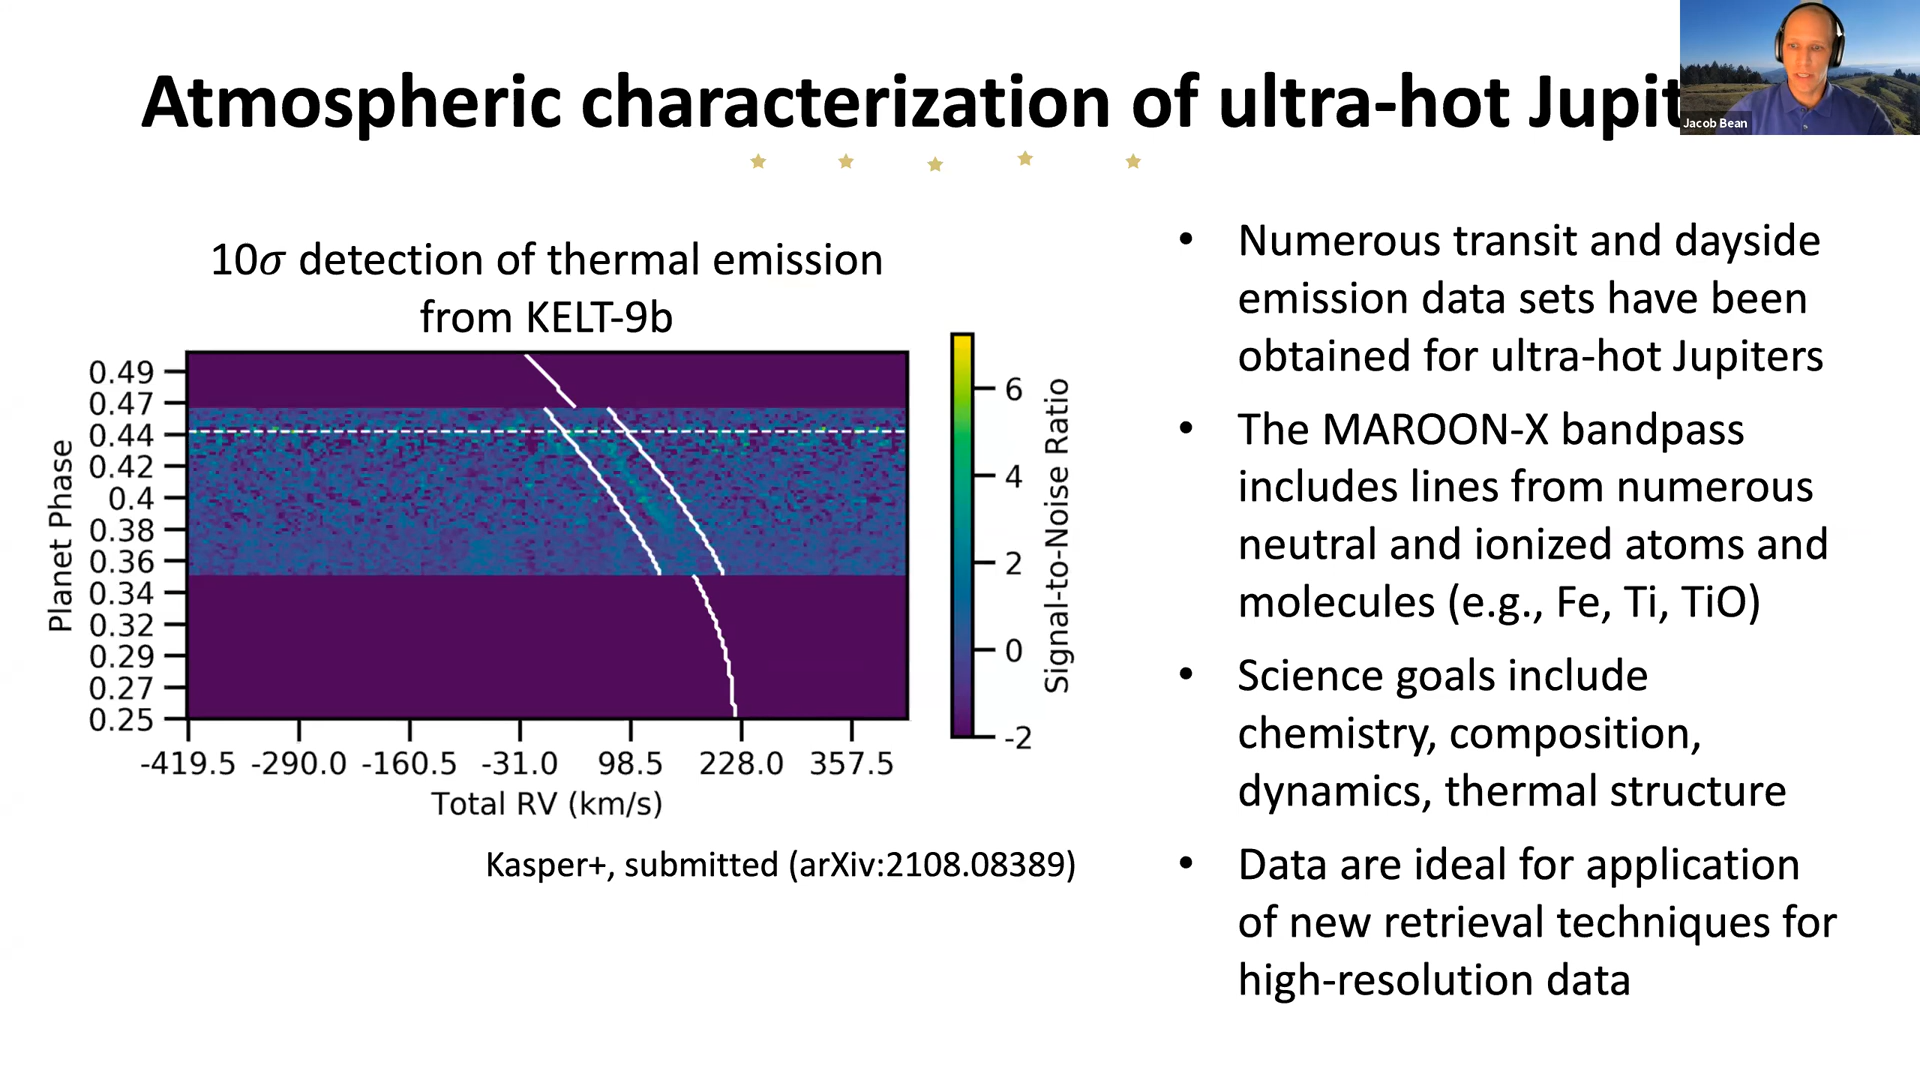 Atmospheric characterization of ultra-hot Jupit
Jacob Bean
10σ detection of thermal emission
from KELT-9b
0.49
0.47
0.44
0.42
0.4
0.38
0.36
0.34
0.32
0.29
0.27
0.25
Planet Phase
-419.5 -290.0 -160.5 -31.0 98.5 228.0 357.5
Total RV (km/s)
6
4
2
0
-2
Signal-to-Noise Ratio
Kasper+, submitted (arXiv:2108.08389)
• Numerous transit and dayside
emission data sets have been
obtained for ultra-hot Jupiters
• The MAROON-X bandpass
includes lines from numerous
neutral and ionized atoms and
molecules (e.g., Fe, Ti, TiO)
• Science goals include
chemistry, composition,
dynamics, thermal structure
• Data are ideal for application
of new retrieval techniques for
high-resolution data